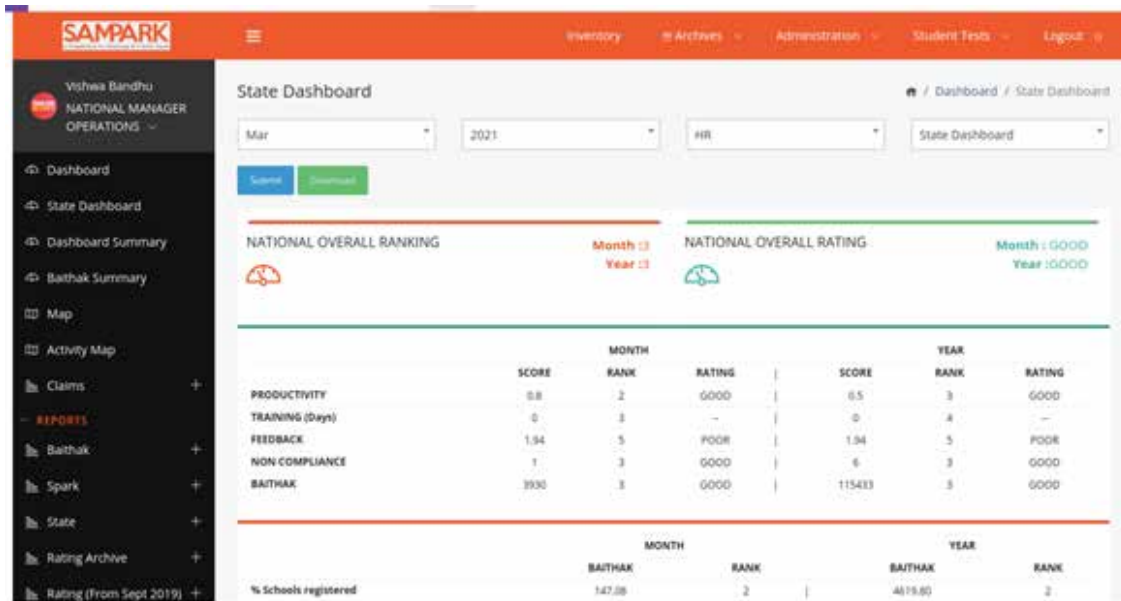 SAMPARK
Inventory Archives Administration Student Tests Logout
Vishwa Bandhu
NATIONAL MANAGER
OPERATIONS
Dashboard
State Dashboard
Dashboard Summary
Baithak Summary
Map
Activity Map
Claims +
- REPORTS
Baithak +
Spark +
State +
Rating Archive +
Rating (From Sept 2019) +
State Dashboard
/ Dashboard / State Dashboard
Mar 2021 HR State Dashboard
Submit Download
NATIONAL OVERALL RANKING Month :3
Year :3
NATIONAL OVERALL RATING Month : GOOD
Year :GOOD
MONTH YEAR
SCORE RANK RATING | SCORE RANK RATING
PRODUCTIVITY 0.8 2 GOOD | 0.5 3 GOOD
TRAINING (Days) 0 3 -- | 0 4 --
FEEDBACK 1.94 5 POOR | 1.94 5 POOR
NON COMPLIANCE 1 3 GOOD | 6 3 GOOD
BAITHAK 3930 3 GOOD | 115433 3 GOOD
MONTH YEAR
BAITHAK RANK BAITHAK RANK
% Schools registered 147.08 2 | 4619.80 2